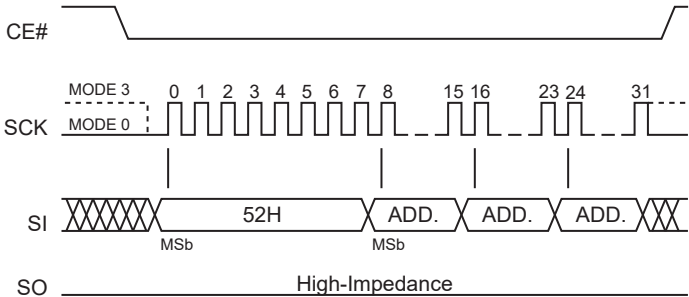 CE#
MODE 3
0 1 2 3 4 5 6 7 8 15 16 23 24 31
SCK
MODE 0
SI
52H
ADD.
ADD.
ADD.
MSb
MSb
SO
High-Impedance